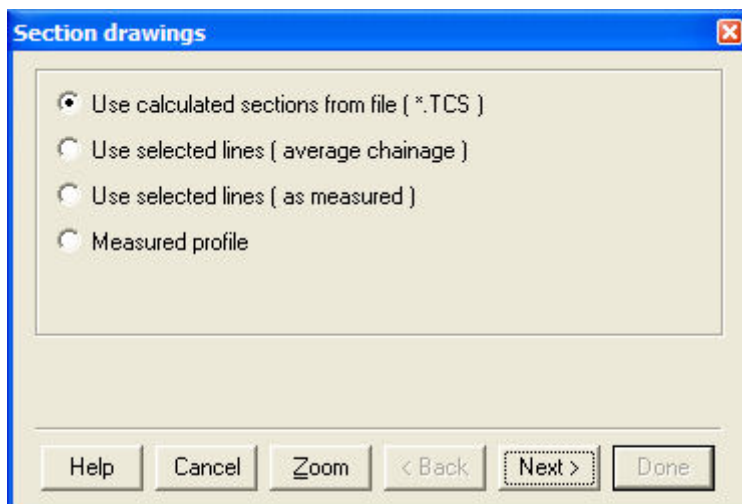 Section drawings
Use calculated sections from file ( *.TCS )
Use selected lines ( average chainage )
Use selected lines ( as measured )
Measured profile
Help Cancel Zoom < Back Next > Done